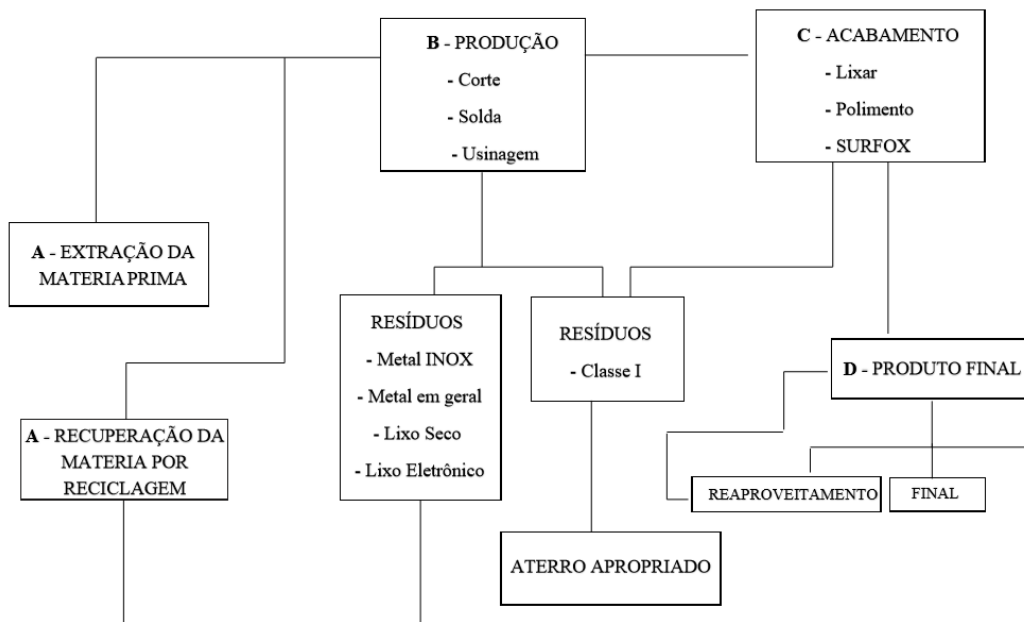 B - PRODUÇÃO
- Corte
- Solda
- Usinagem
C - ACABAMENTO
- Lixar
- Polimento
- SURFOX
A - EXTRAÇÃO DA
MATERIA PRIMA
RESÍDUOS
- Metal INOX
- Metal em geral
- Lixo Seco
- Lixo Eletrônico
RESÍDUOS
- Classe I
D - PRODUTO FINAL
A - RECUPERAÇÃO DA
MATERIA POR
RECICLAGEM
REAPROVEITAMENTO
FINAL
ATERRO APROPRIADO